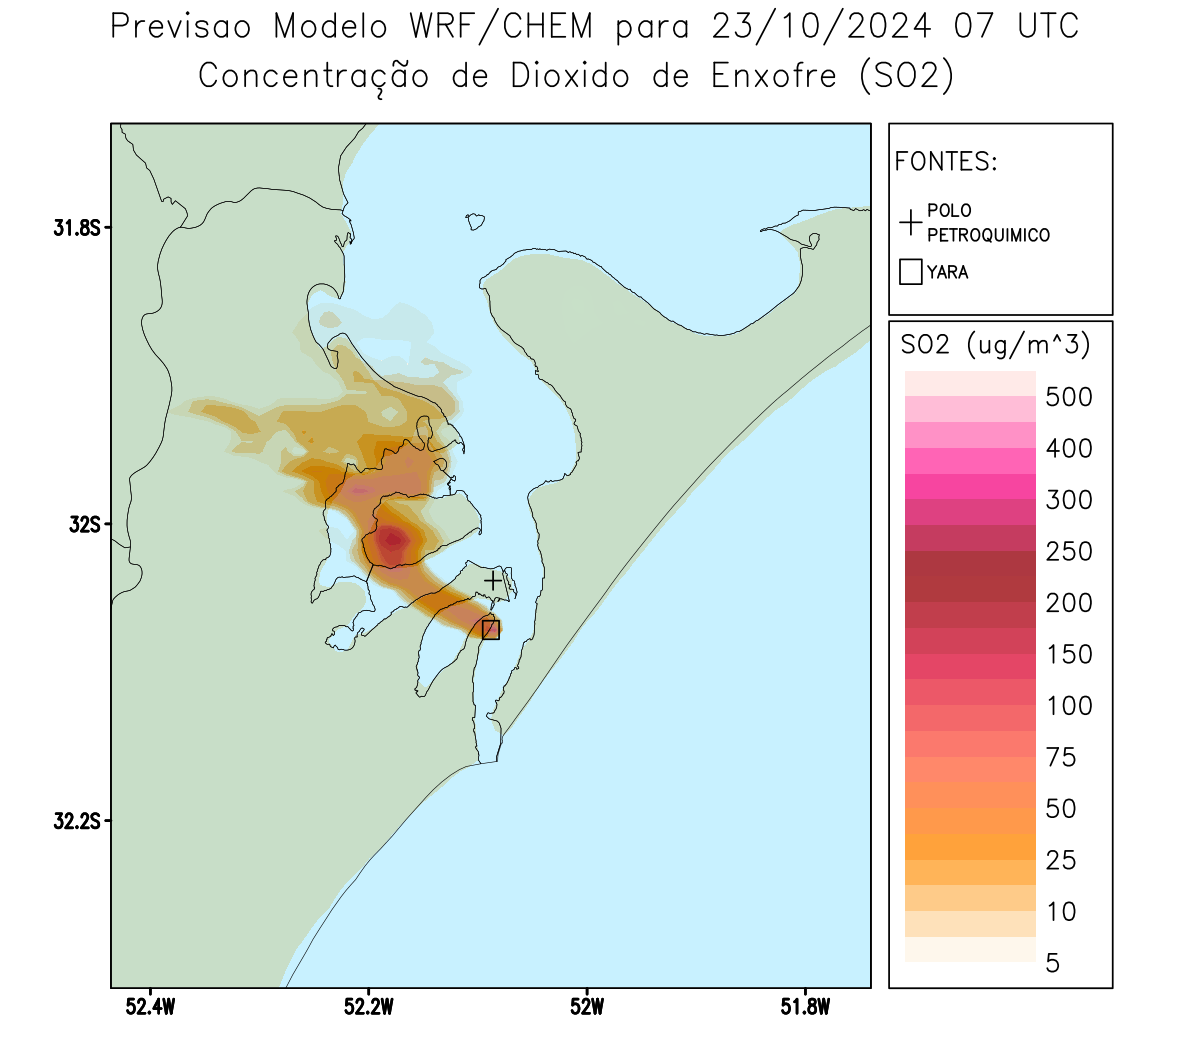 Previsao Modelo WRF/CHEM para 23/10/2024 07 UTC
Concentração de Dioxido de Enxofre (SO2)
FONTES:
POLO
PETROQUIMICO
YARA
31.8S
32S
32.2S
52.4W
52.2W
52W
51.8W
SO2 (ug/m^3)
500
400
300
250
200
150
100
75
50
25
10
5